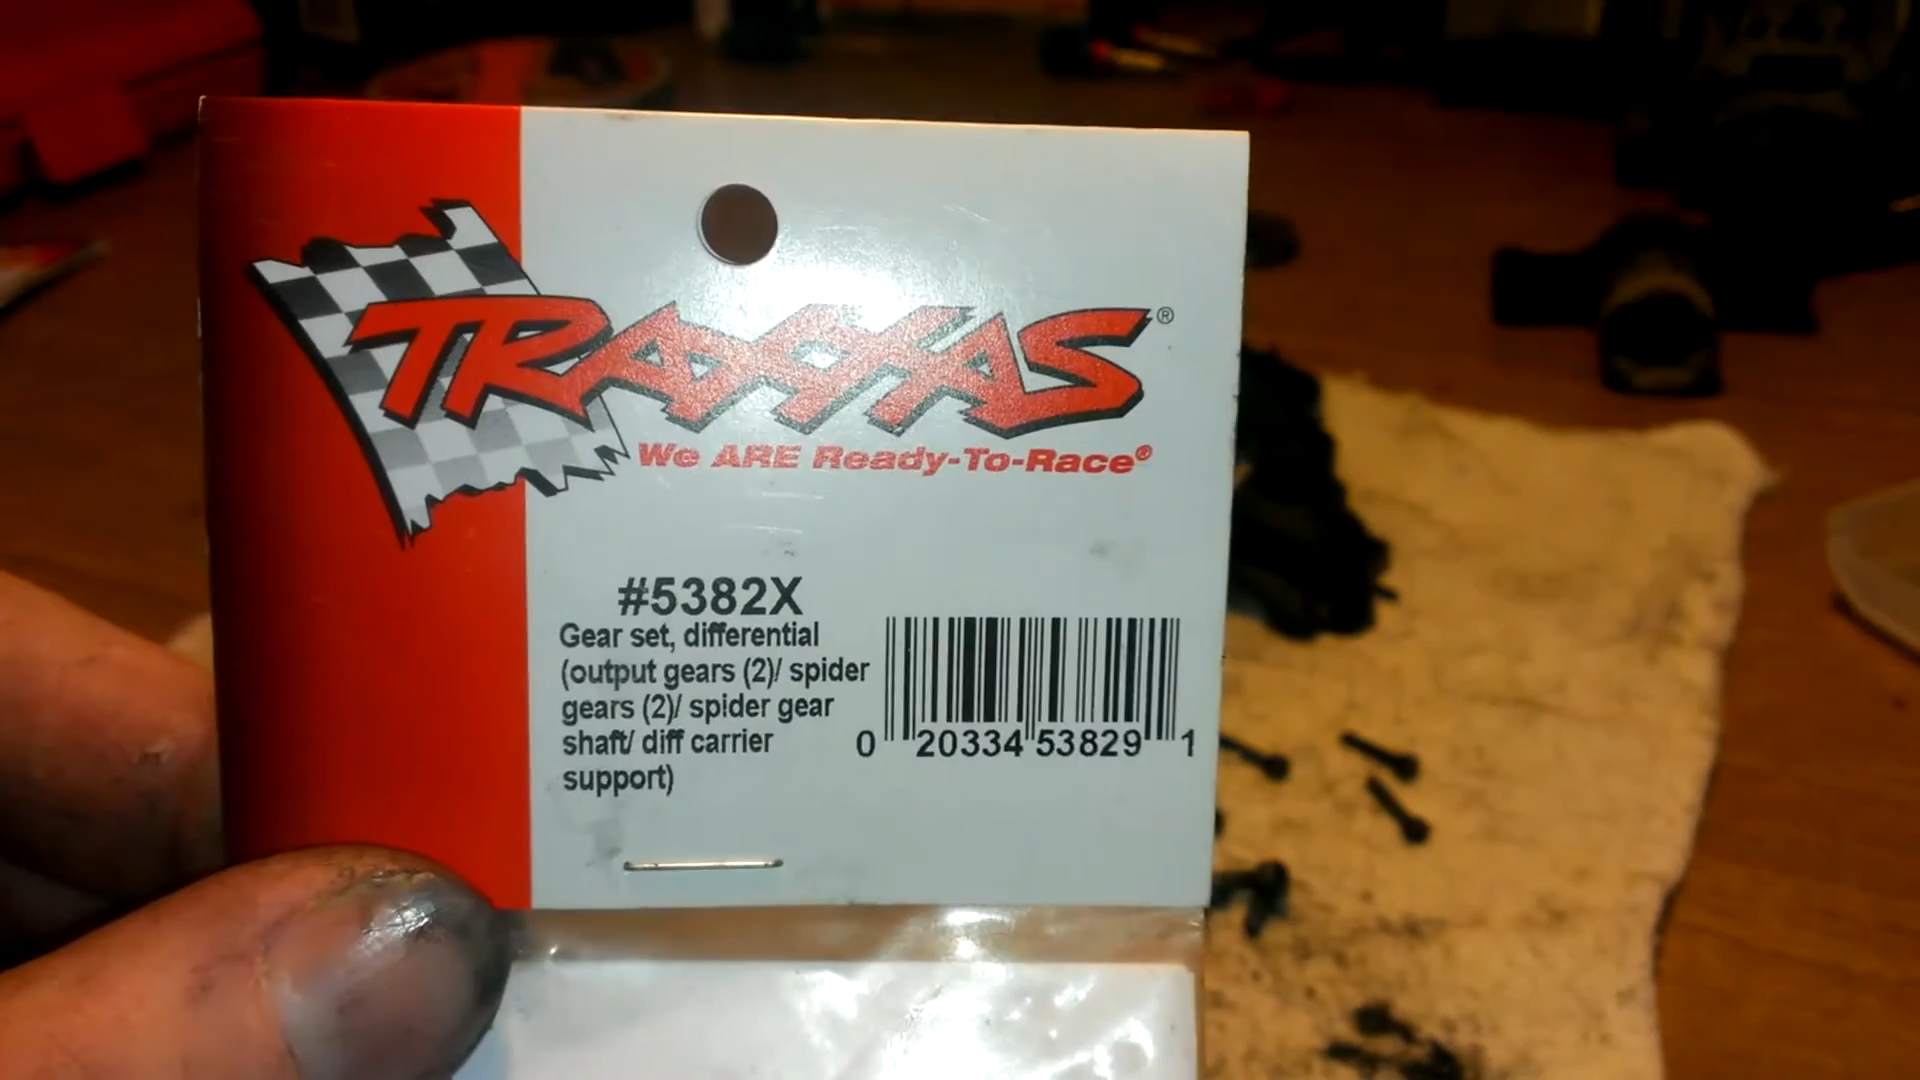 TRAXXAS®
We ARE Ready-To-Race®
#5382X
Gear set, differential
(output gears (2)/ spider
gears (2)/ spider gear
shaft/ diff carrier
support)
0 20334 53829 1